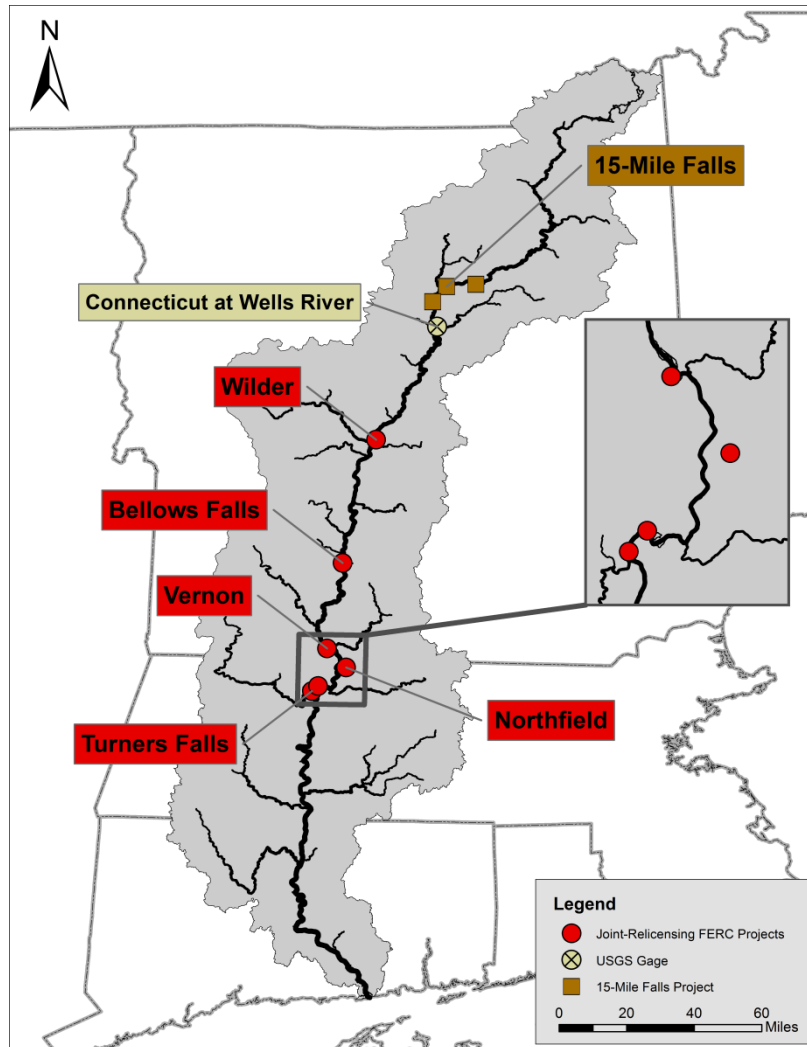 N
15-Mile Falls
Connecticut at Wells River
Wilder
Bellows Falls
Vernon
Northfield
Turners Falls
Legend
Joint-Relicensing FERC Projects
USGS Gage
15-Mile Falls Project
0 20 40 60
Miles